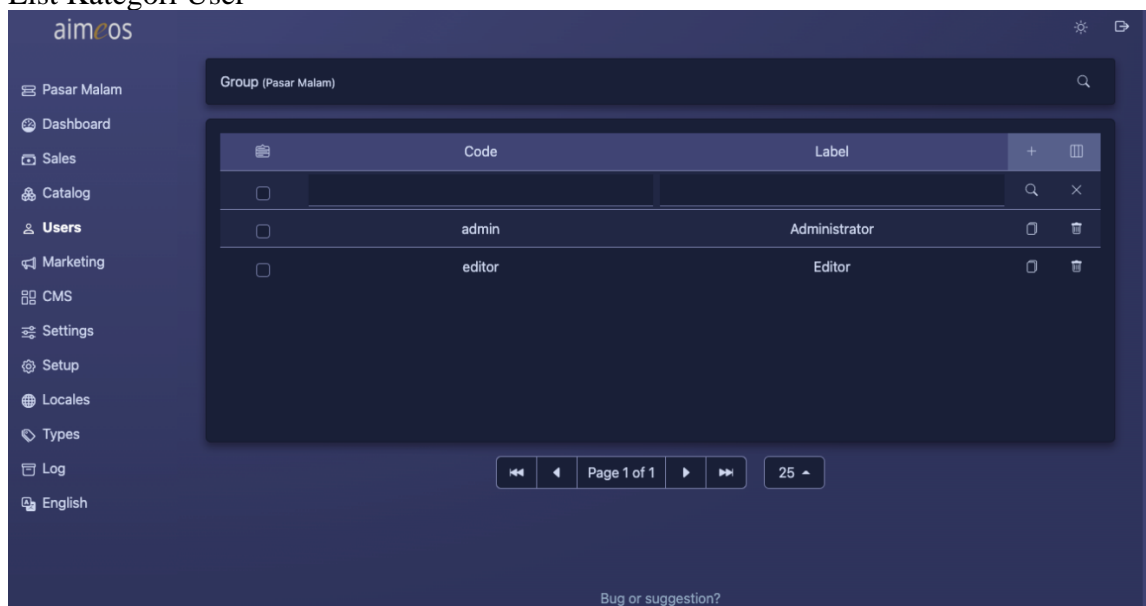 List Kategori User
aimeos
Pasar Malam
Dashboard
Sales
Catalog
Users
Marketing
CMS
Settings
Setup
Locales
Types
Log
English
Group (Pasar Malam)
Code Label
admin Administrator
editor Editor
Page 1 of 1 25
Bug or suggestion?